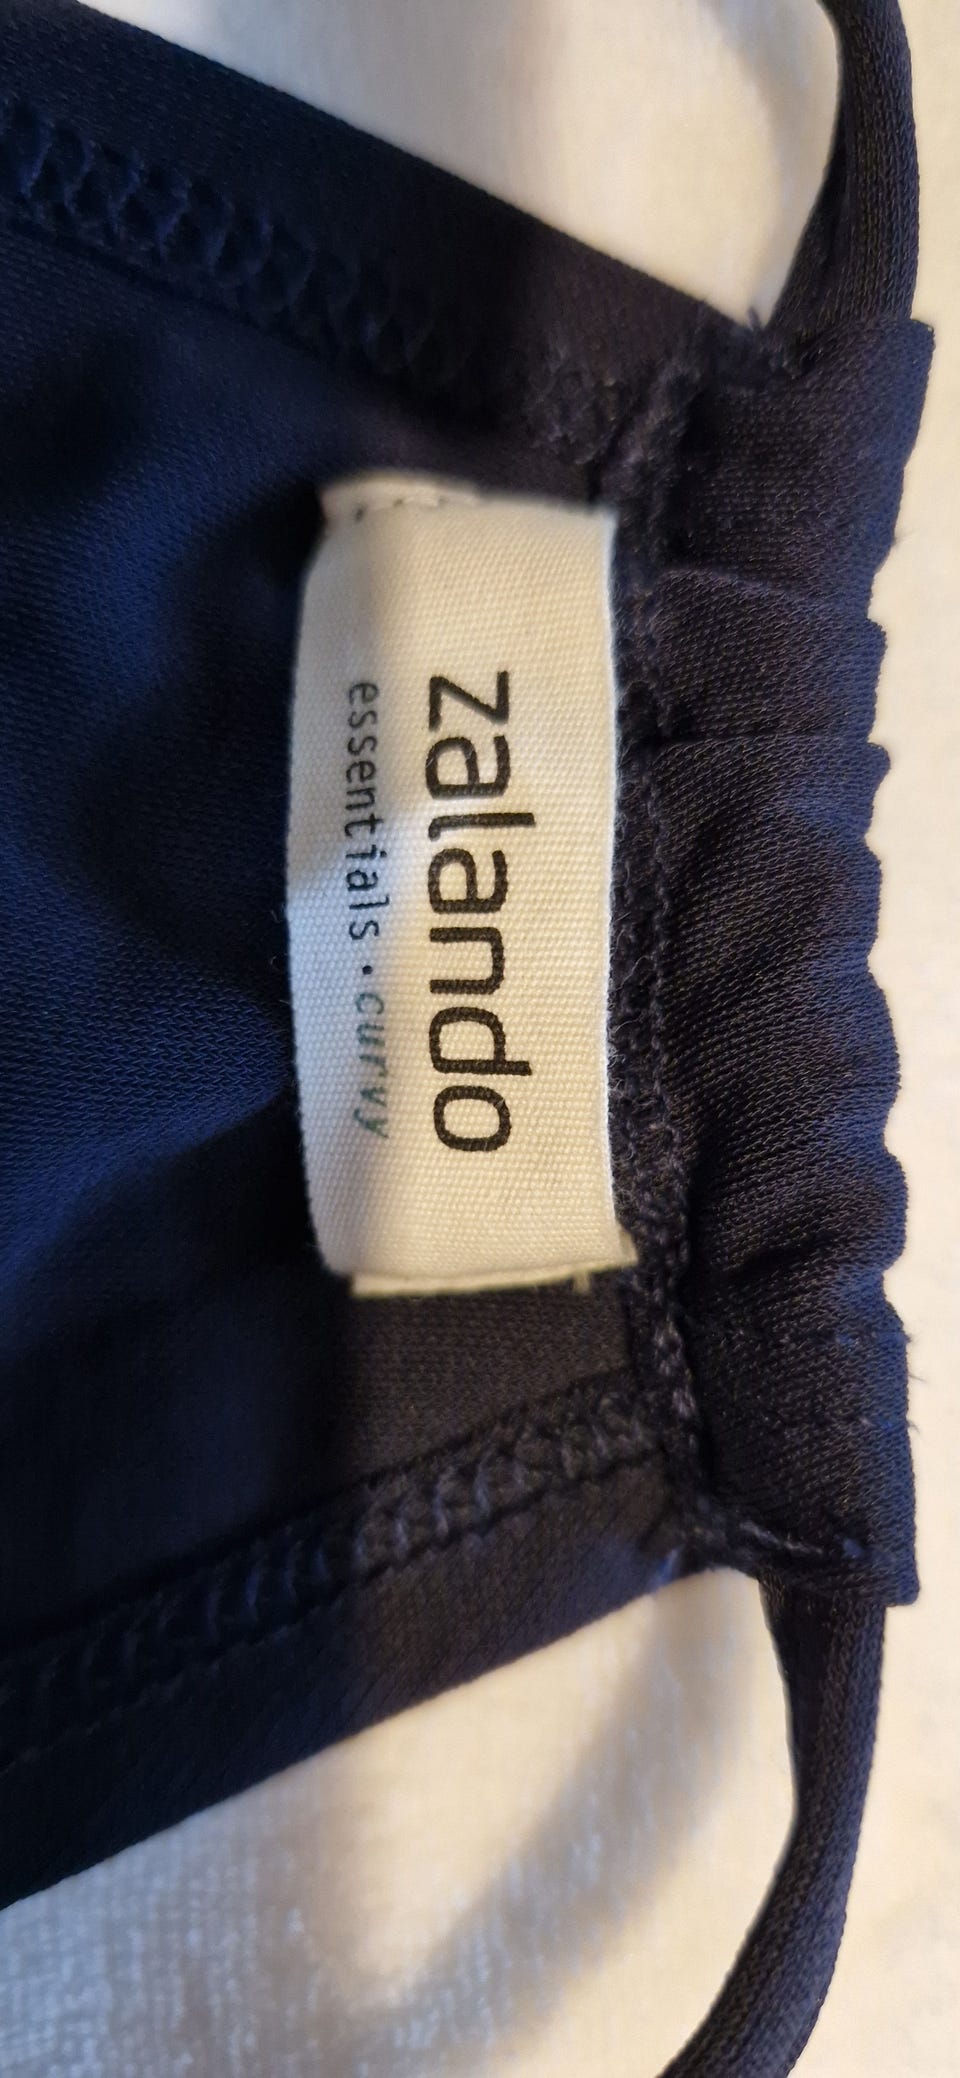 zalando
essentials · curvy